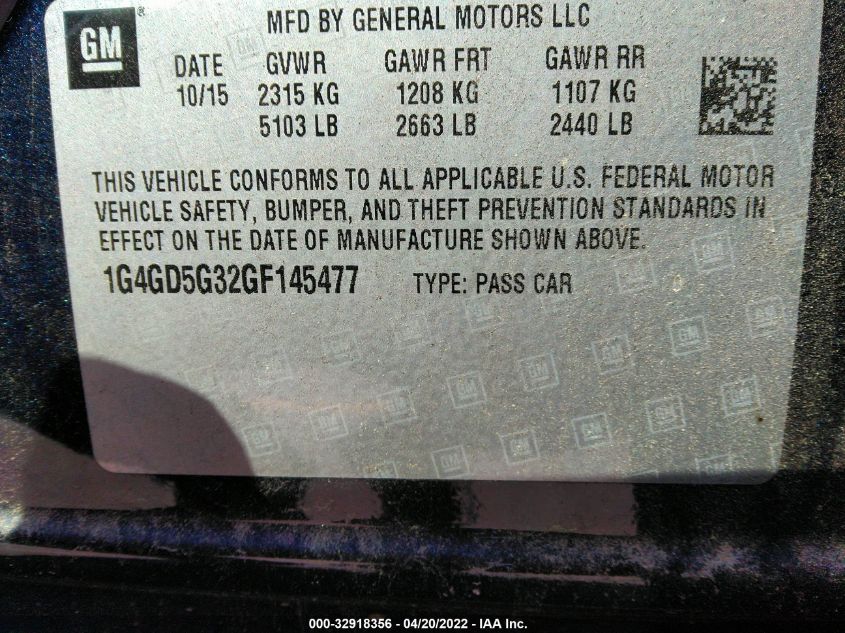 GM
MFD BY GENERAL MOTORS LLC
DATE GVWR GAWR FRT GAWR RR
10/15 2315 KG 1208 KG 1107 KG
5103 LB 2663 LB 2440 LB
THIS VEHICLE CONFORMS TO ALL APPLICABLE U.S. FEDERAL MOTOR
VEHICLE SAFETY, BUMPER, AND THEFT PREVENTION STANDARDS IN
EFFECT ON THE DATE OF MANUFACTURE SHOWN ABOVE.
1G4GD5G32GF145477 TYPE: PASS CAR
000-32918356 - 04/20/2022 - © IAA Inc.